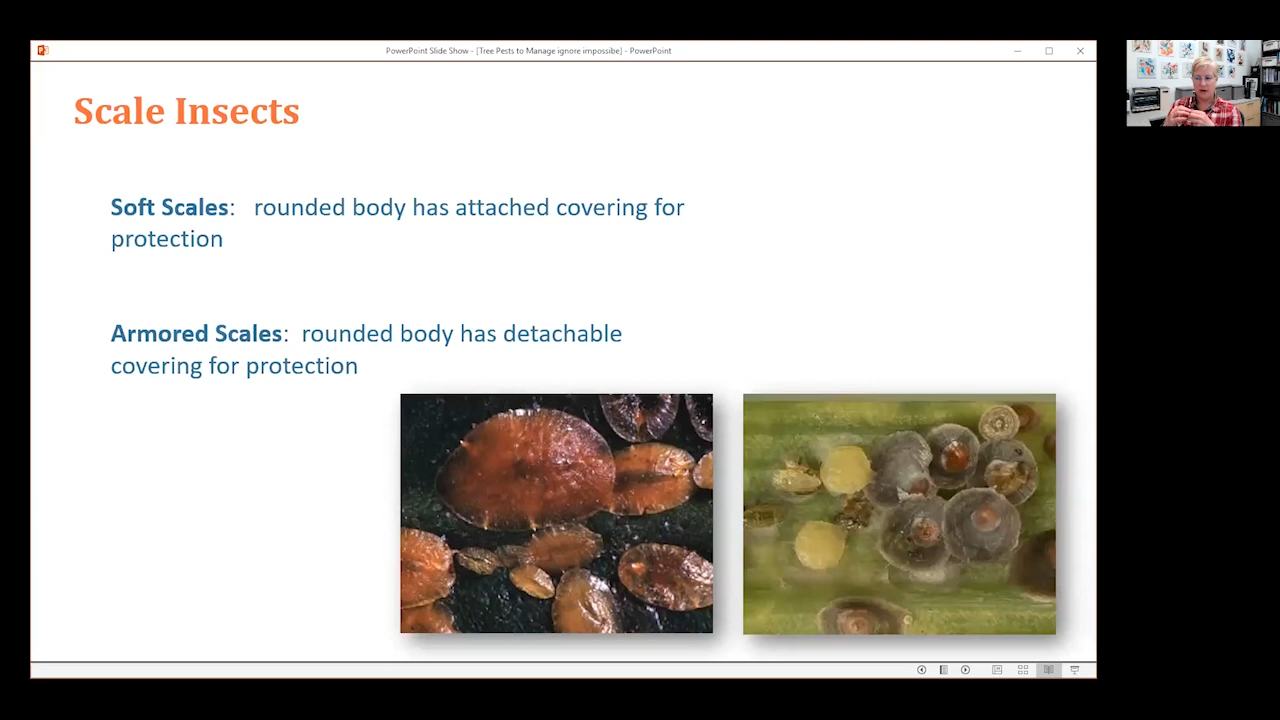 PowerPoint Slide Show - [Tree Pests to Manage ignore impossibe] - PowerPoint
Scale Insects
Soft Scales: rounded body has attached covering for
protection
Armored Scales: rounded body has detachable
covering for protection